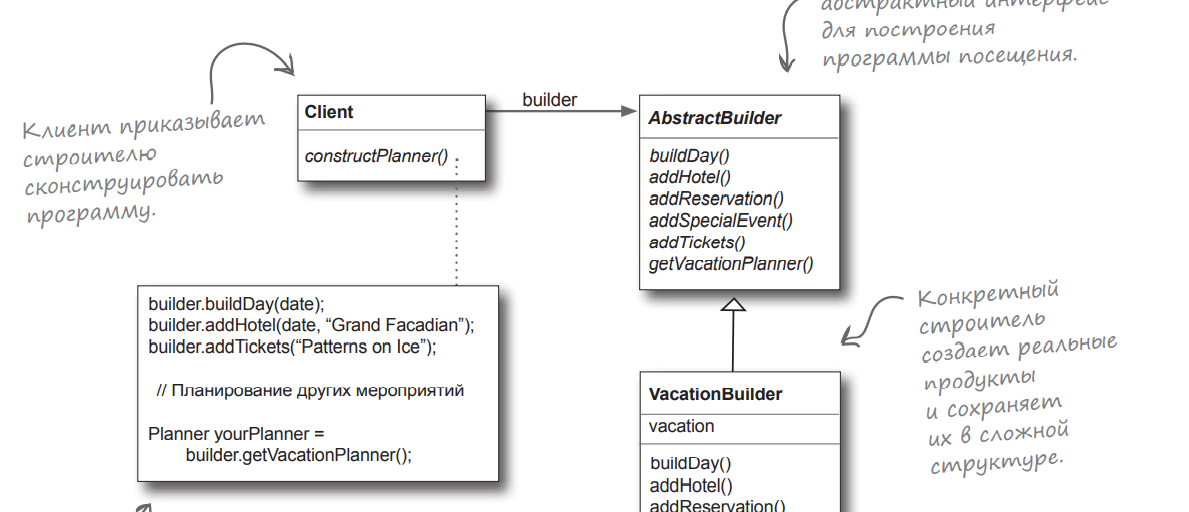 абстрактный интерфейс
для построения
программы посещения.
Клиент приказывает
строителю
сконструировать
программу.
Client
constructPlanner()
builder
AbstractBuilder
buildDay()
addHotel()
addReservation()
addSpecialEvent()
addTickets()
getVacationPlanner()
builder.buildDay(date);
builder.addHotel(date, “Grand Facadian”);
builder.addTickets(“Patterns on Ice”);
// Планирование других мероприятий
Planner yourPlanner =
builder.getVacationPlanner();
Конкретный
строитель
создает реальные
продукты
и сохраняет
их в сложной
структуре.
VacationBuilder
vacation
buildDay()
addHotel()
addReservation()